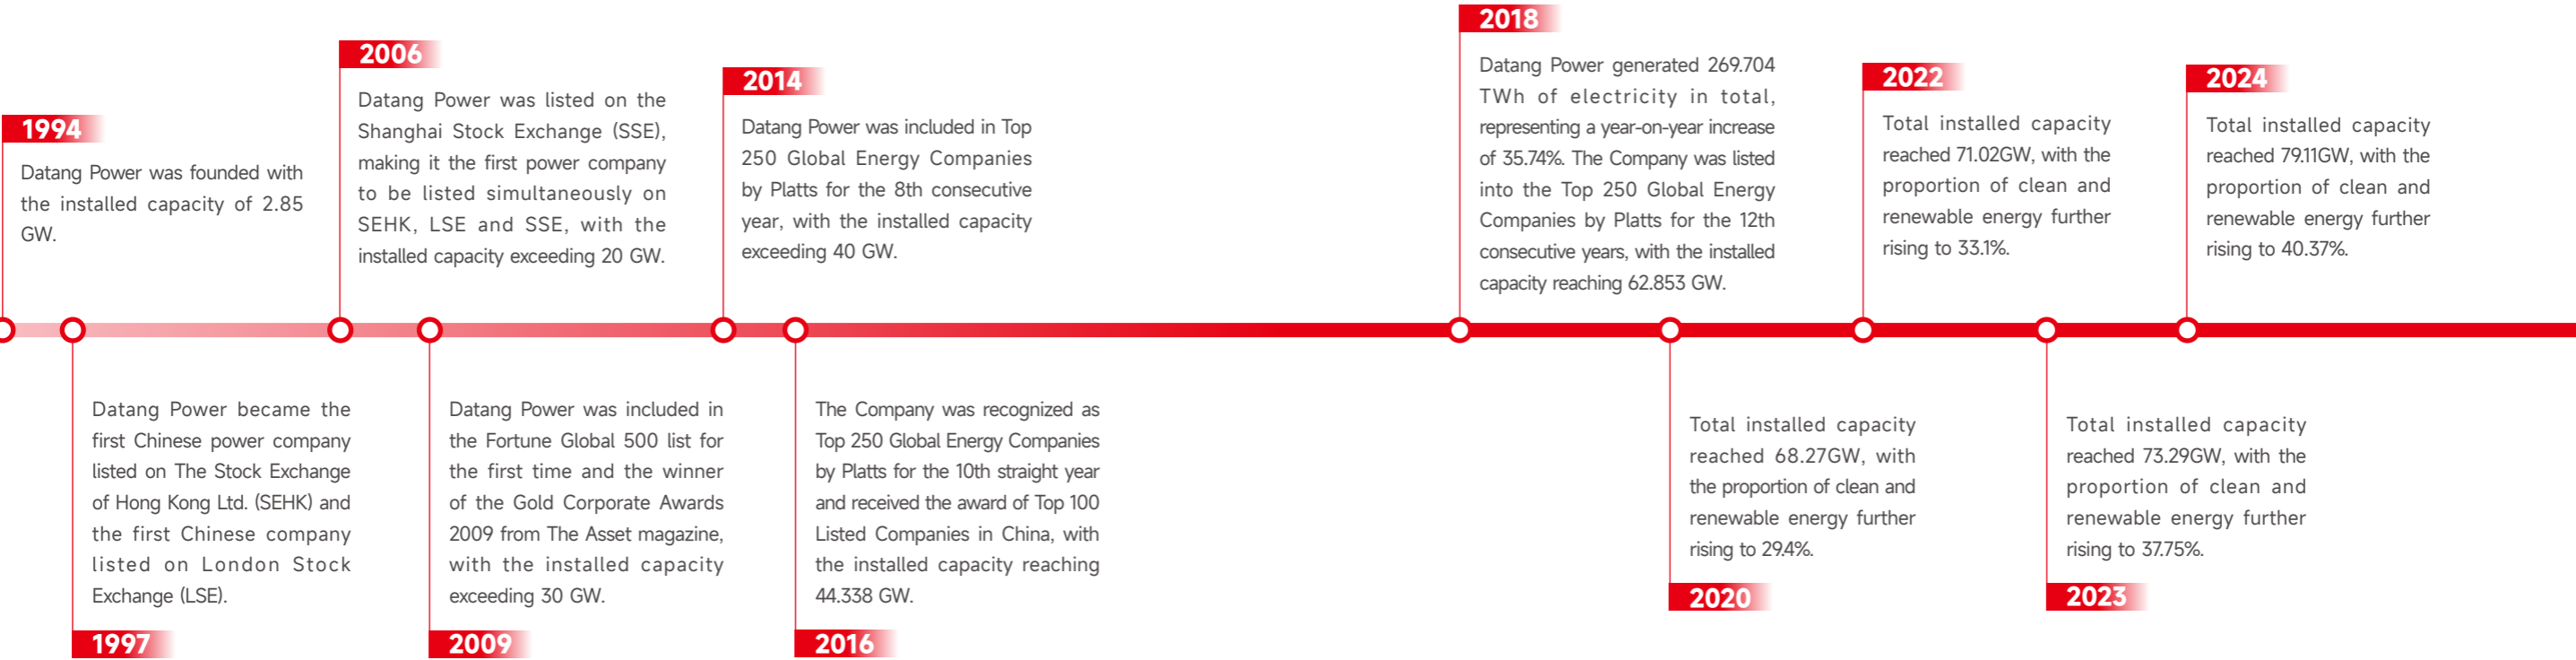 1994
Datang Power was founded with
the installed capacity of 2.85
GW.
1997
Datang Power became the
first Chinese power company
listed on The Stock Exchange
of Hong Kong Ltd. (SEHK) and
the first Chinese company
listed on London Stock
Exchange (LSE).
2006
Datang Power was listed on the
Shanghai Stock Exchange (SSE),
making it the first power company
to be listed simultaneously on
SEHK, LSE and SSE, with the
installed capacity exceeding 20 GW.
2009
Datang Power was included in
the Fortune Global 500 list for
the first time and the winner
of the Gold Corporate Awards
2009 from The Asset magazine,
with the installed capacity
exceeding 30 GW.
2014
Datang Power was included in Top
250 Global Energy Companies
by Platts for the 8th consecutive
year, with the installed capacity
exceeding 40 GW.
2016
The Company was recognized as
Top 250 Global Energy Companies
by Platts for the 10th straight year
and received the award of Top 100
Listed Companies in China, with
the installed capacity reaching
44.338 GW.
2018
Datang Power generated 269.704
TWh of electricity in total,
representing a year-on-year increase
of 35.74%. The Company was listed
into the Top 250 Global Energy
Companies by Platts for the 12th
consecutive years, with the installed
capacity reaching 62.853 GW.
2020
Total installed capacity
reached 68.27GW, with
the proportion of clean and
renewable energy further
rising to 29.4%.
2022
Total installed capacity
reached 71.02GW, with the
proportion of clean and
renewable energy further
rising to 33.1%.
2023
Total installed capacity
reached 73.29GW, with the
proportion of clean and
renewable energy further
rising to 37.75%.
2024
Total installed capacity
reached 79.11GW, with the
proportion of clean and
renewable energy further
rising to 40.37%.